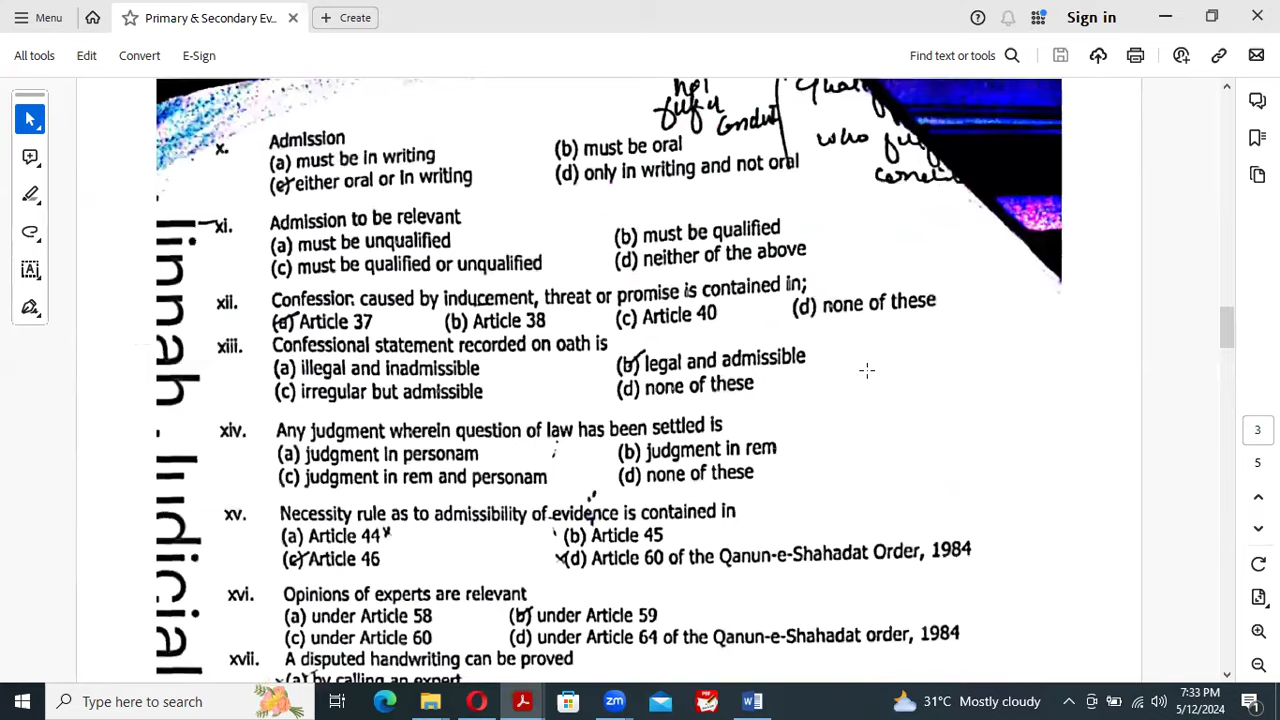 Menu
Primary & Secondary Ev...
Create
Sign in
All tools
Edit
Convert
E-Sign
Find text or tools
not
x. Admission
(a) must be in writing
(b) must be oral
(c) either oral or in writing
(d) only in writing and not oral
who
xi. Admission to be relevant
(a) must be unqualified
(b) must be qualified
(c) must be qualified or unqualified
(d) neither of the above
xii. Confession caused by inducement, threat or promise is contained in;
(a) Article 37
(b) Article 38
(c) Article 40
(d) none of these
xiii. Confessional statement recorded on oath is
(a) illegal and inadmissible
(b) legal and admissible
(c) irregular but admissible
(d) none of these
xiv. Any judgment wherein question of law has been settled is
(a) judgment in personam
(b) judgment in rem
(c) judgment in rem and personam
(d) none of these
xv. Necessity rule as to admissibility of evidence is contained in
(a) Article 44
(b) Article 45
(c) Article 46
(d) Article 60 of the Qanun-e-Shahadat Order, 1984
xvi. Opinions of experts are relevant
(a) under Article 58
(b) under Article 59
(c) under Article 60
(d) under Article 64 of the Qanun-e-Shahadat order, 1984
xvii. A disputed handwriting can be proved
(a) by calling an expert
Judicial
3
5
Type here to search
31°C Mostly cloudy
7:33 PM
5/12/2024